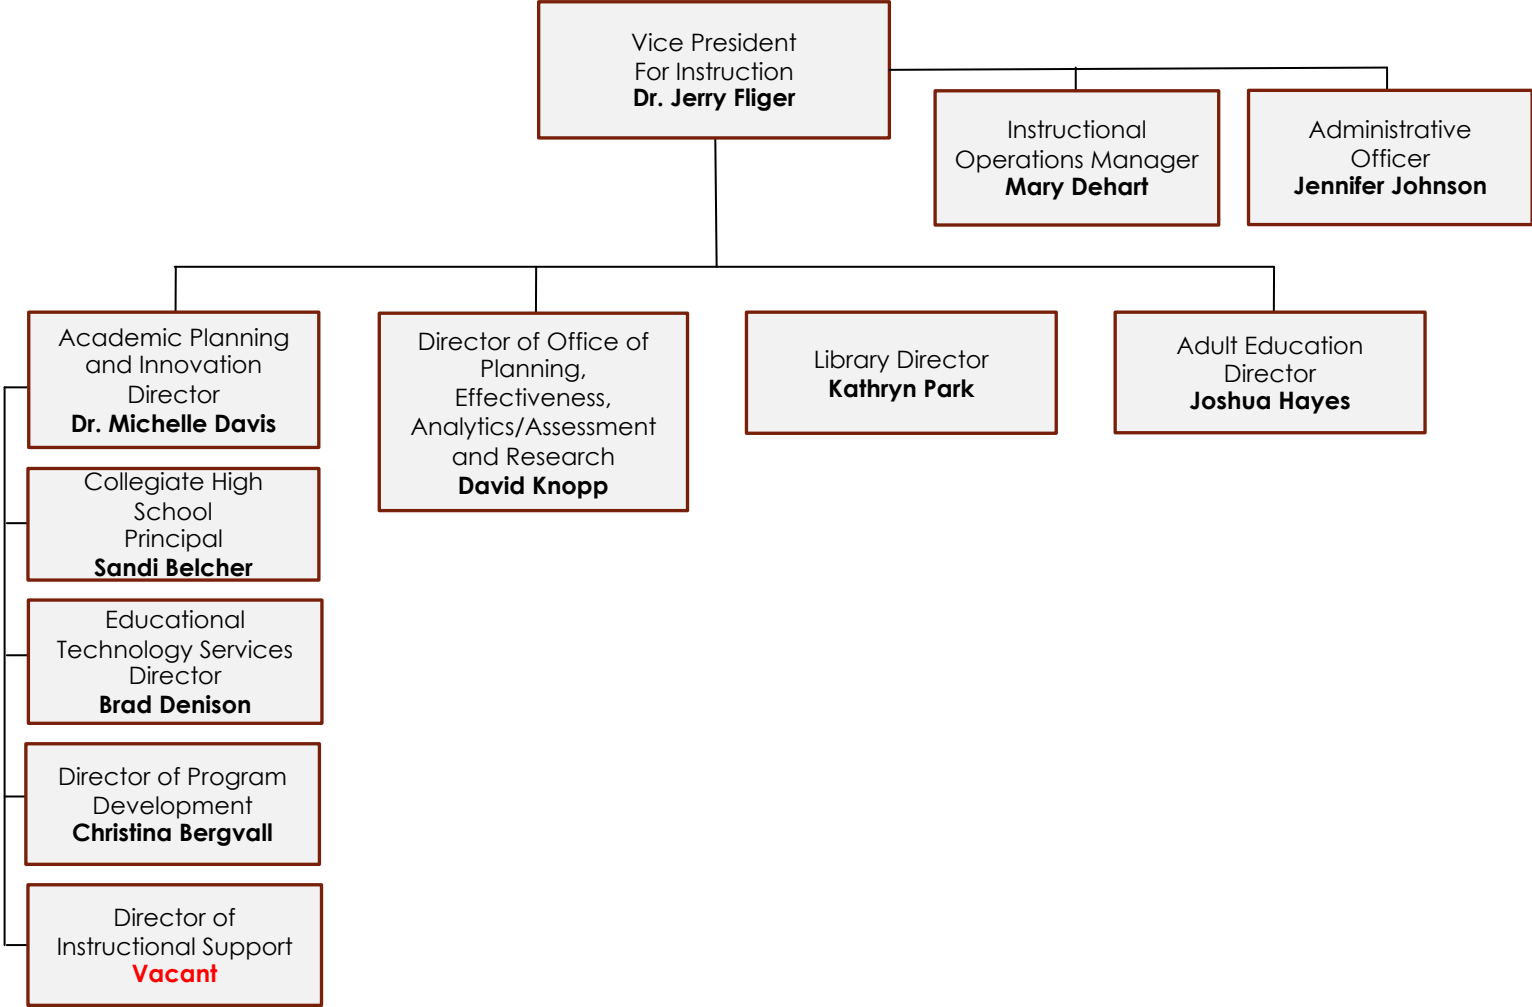 Vice President
For Instruction
Dr. Jerry Fliger
Instructional
Operations Manager
Mary Dehart
Administrative
Officer
Jennifer Johnson
Academic Planning
and Innovation
Director
Dr. Michelle Davis
Director of Office of
Planning,
Effectiveness,
Analytics/Assessment
and Research
David Knopp
Library Director
Kathryn Park
Adult Education
Director
Joshua Hayes
Collegiate High
School
Principal
Sandi Belcher
Educational
Technology Services
Director
Brad Denison
Director of Program
Development
Christina Bergvall
Director of
Instructional Support
Vacant